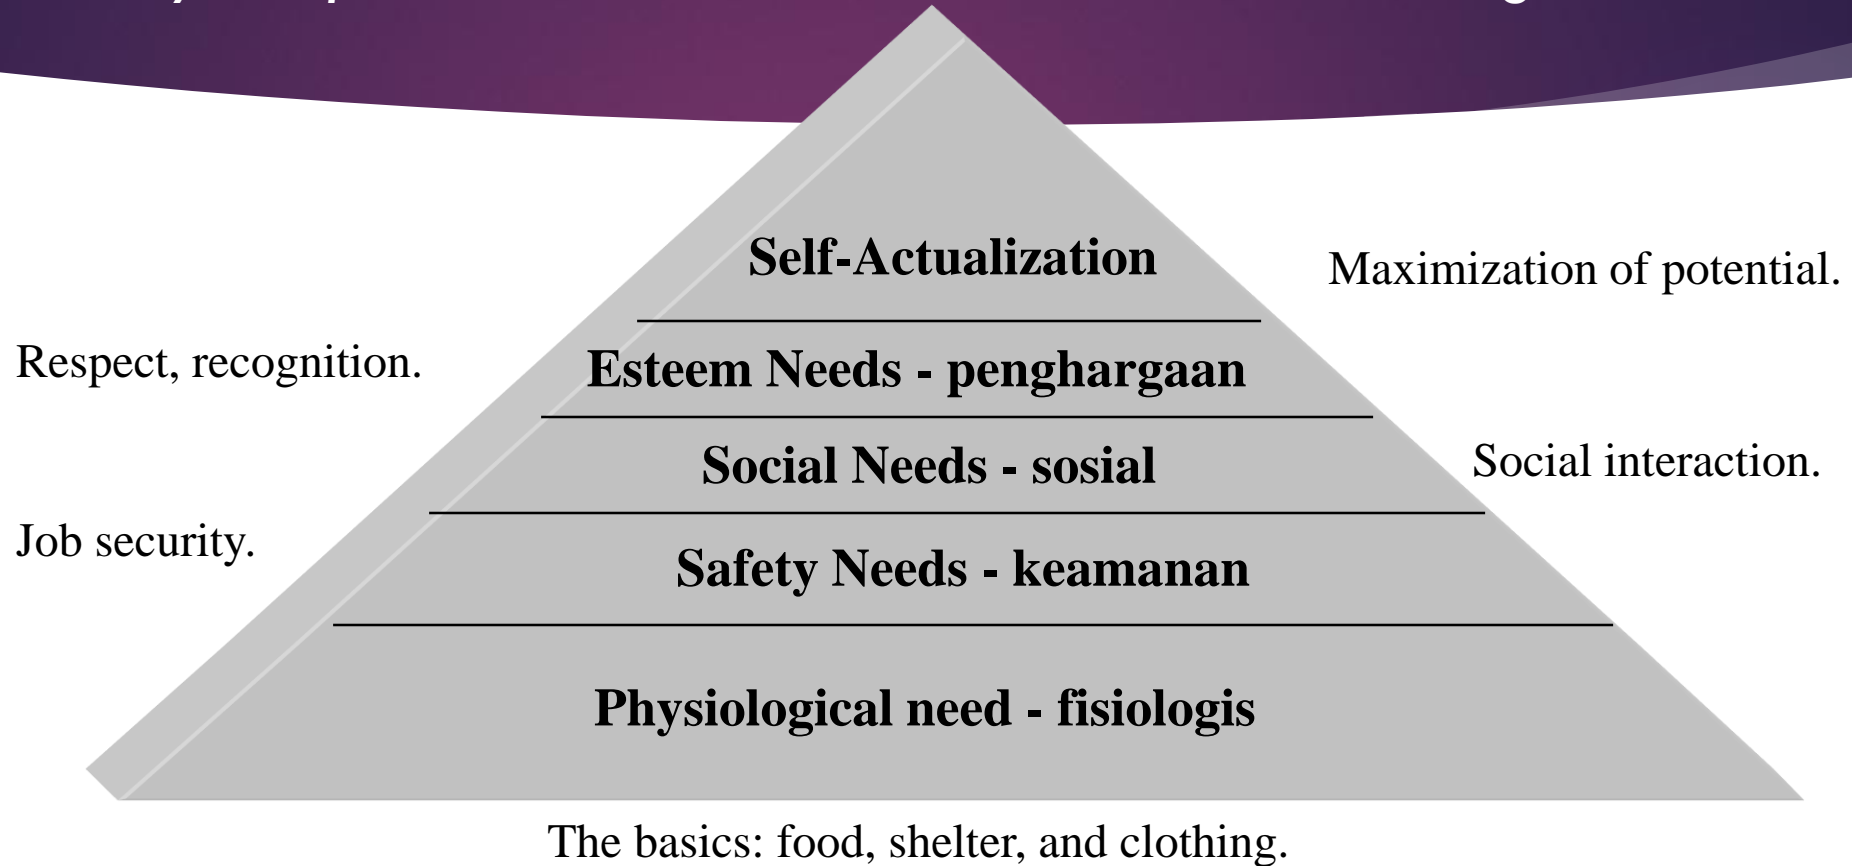 Self-Actualization
Maximization of potential.
Respect, recognition.
Esteem Needs - penghargaan
Social Needs - sosial
Social interaction.
Job security.
Safety Needs - keamanan
Physiological need - fisiologis
The basics: food, shelter, and clothing.